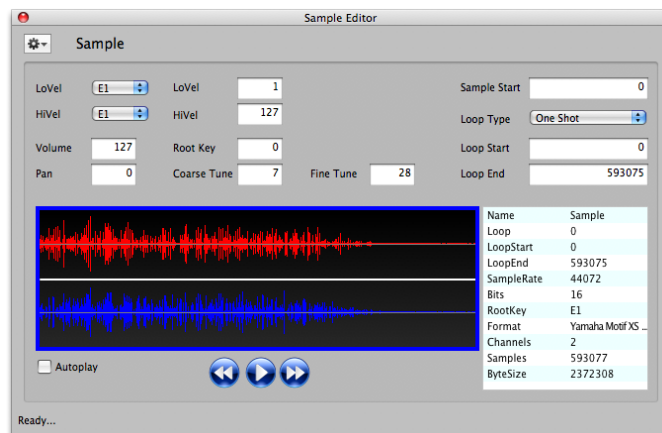 Sample Editor
Sample
LoVel E1 LoVel 1 Sample Start 0
HiVel E1 HiVel 127 Loop Type One Shot
Volume 127 Root Key 0 Loop Start 0
Pan 0 Coarse Tune 7 Fine Tune 28 Loop End 593075
Name Sample
Loop 0
LoopStart 0
LoopEnd 593075
SampleRate 44072
Bits 16
RootKey E1
Format Yamaha Motif XS ...
Channels 2
Samples 593077
ByteSize 2372308
Autoplay
Ready...